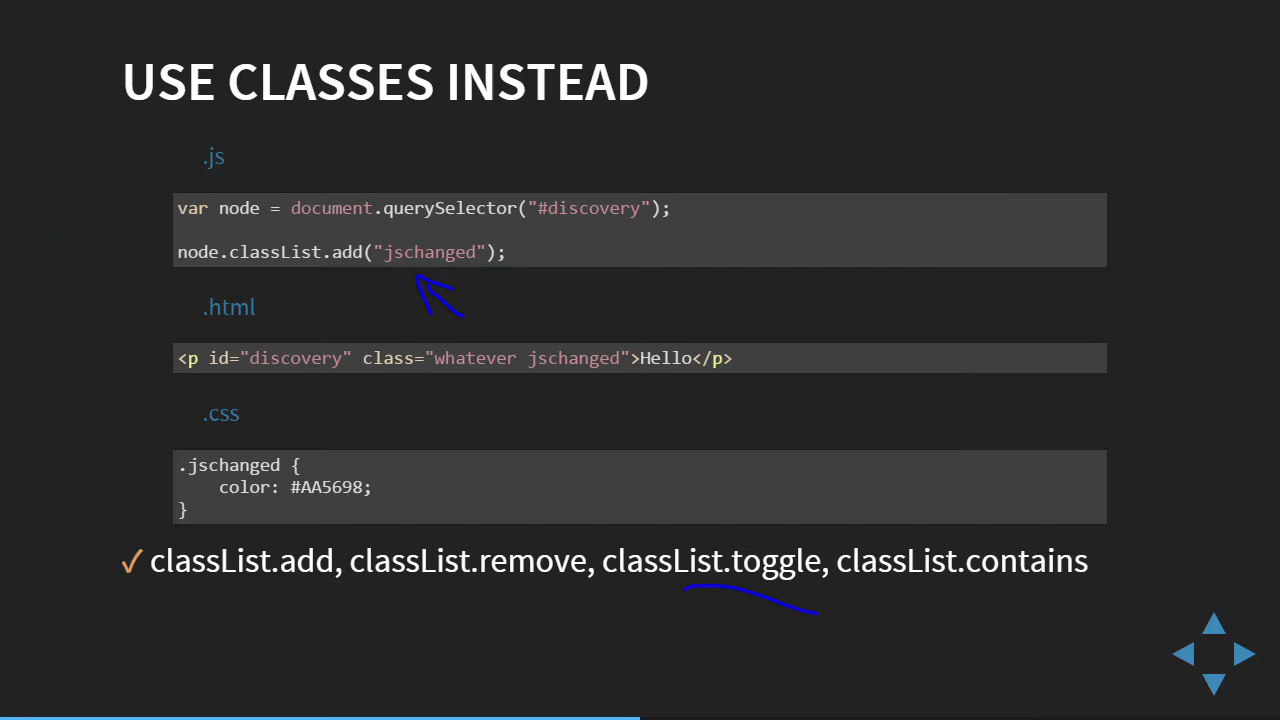 USE CLASSES INSTEAD
.js
var node = document.querySelector("#discovery");
node.classList.add("jschanged");
.html
<p id="discovery" class="whatever jschanged">Hello</p>
.css
.jschanged {
    color: #AA5698;
}
✓ classList.add, classList.remove, classList.toggle, classList.contains